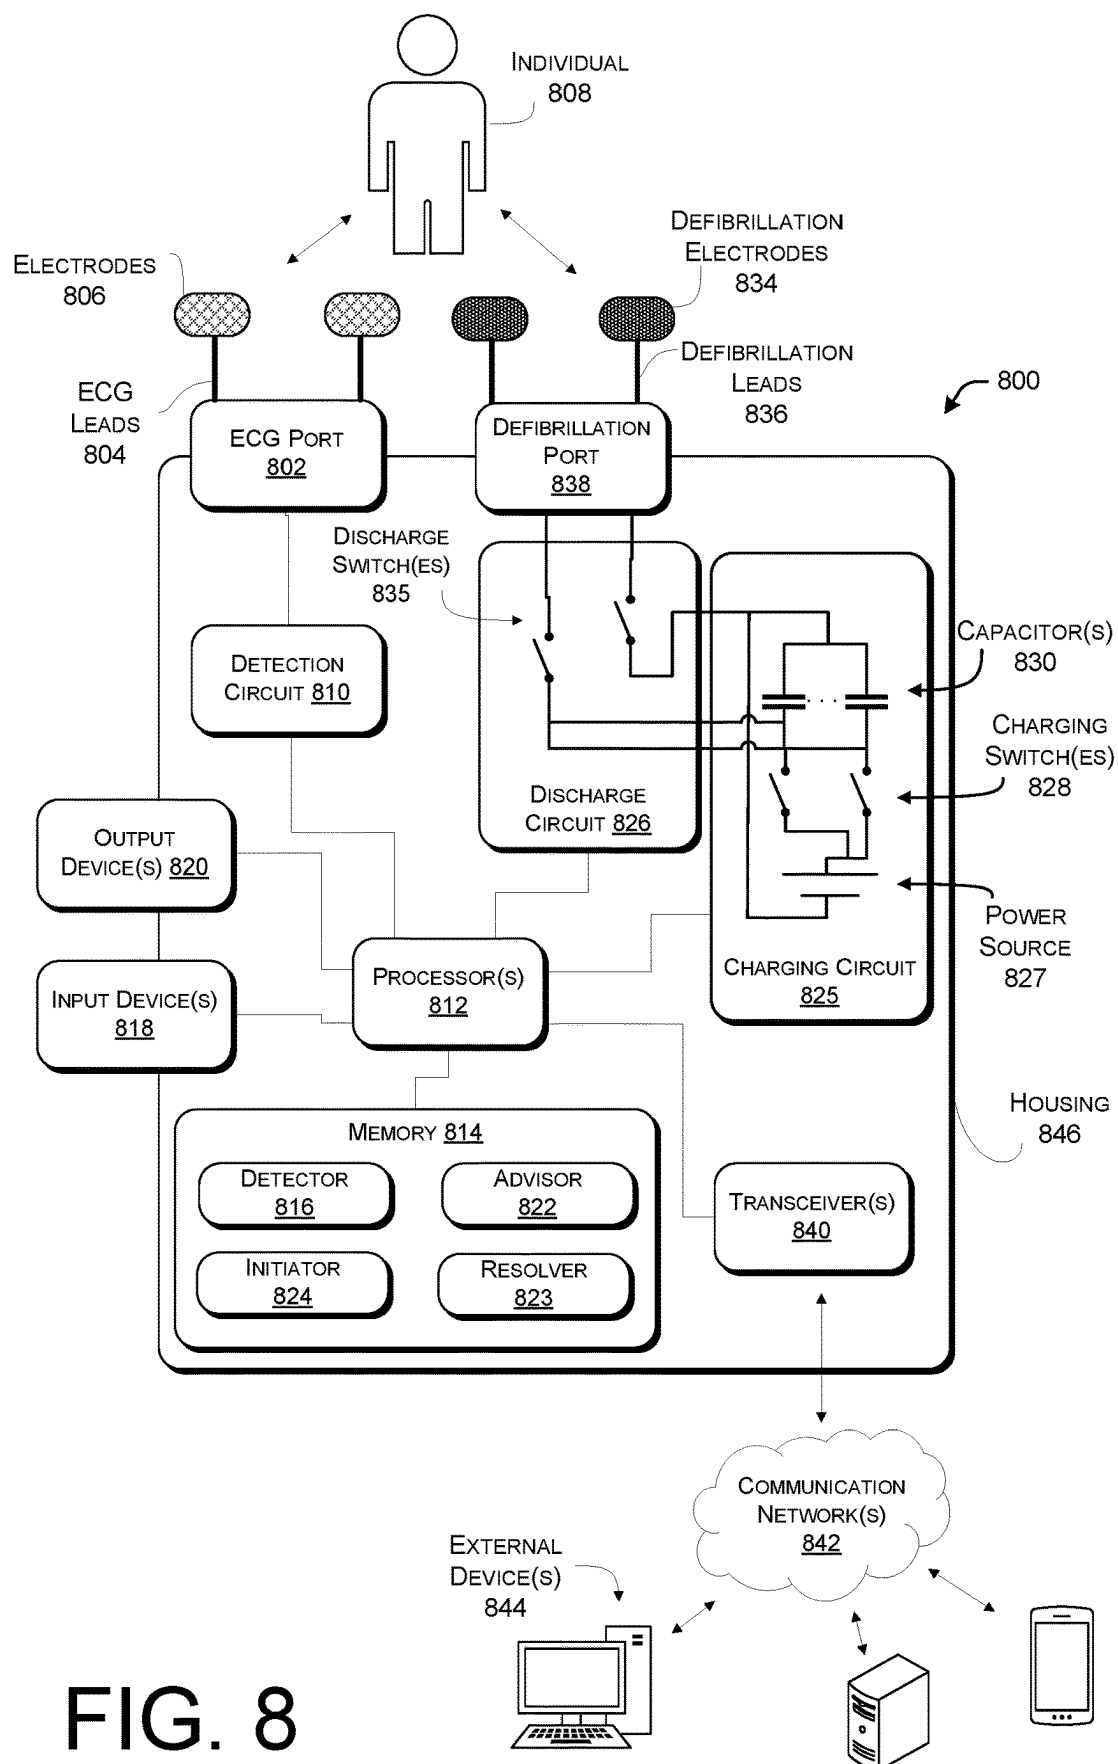 INDIVIDUAL
808
ELECTRODES
806
DEFIBRILLATION
ELECTRODES
834
ECG
LEADS
804
DEFIBRILLATION
LEADS
836
800
ECG PORT
802
DEFIBRILLATION
PORT
838
DISCHARGE
SWITCH(ES)
835
DETECTION
CIRCUIT 810
CAPACITOR(S)
830
CHARGING
SWITCH(ES)
828
DISCHARGE
CIRCUIT 826
OUTPUT
DEVICE(S) 820
POWER
SOURCE
827
PROCESSOR(S)
812
CHARGING CIRCUIT
825
INPUT DEVICE(S)
818
HOUSING
846
MEMORY 814
DETECTOR
816
ADVISOR
822
INITIATOR
824
RESOLVER
823
TRANSCEIVER(S)
840
COMMUNICATION
NETWORK(S)
842
EXTERNAL
DEVICE(S)
844
FIG. 8